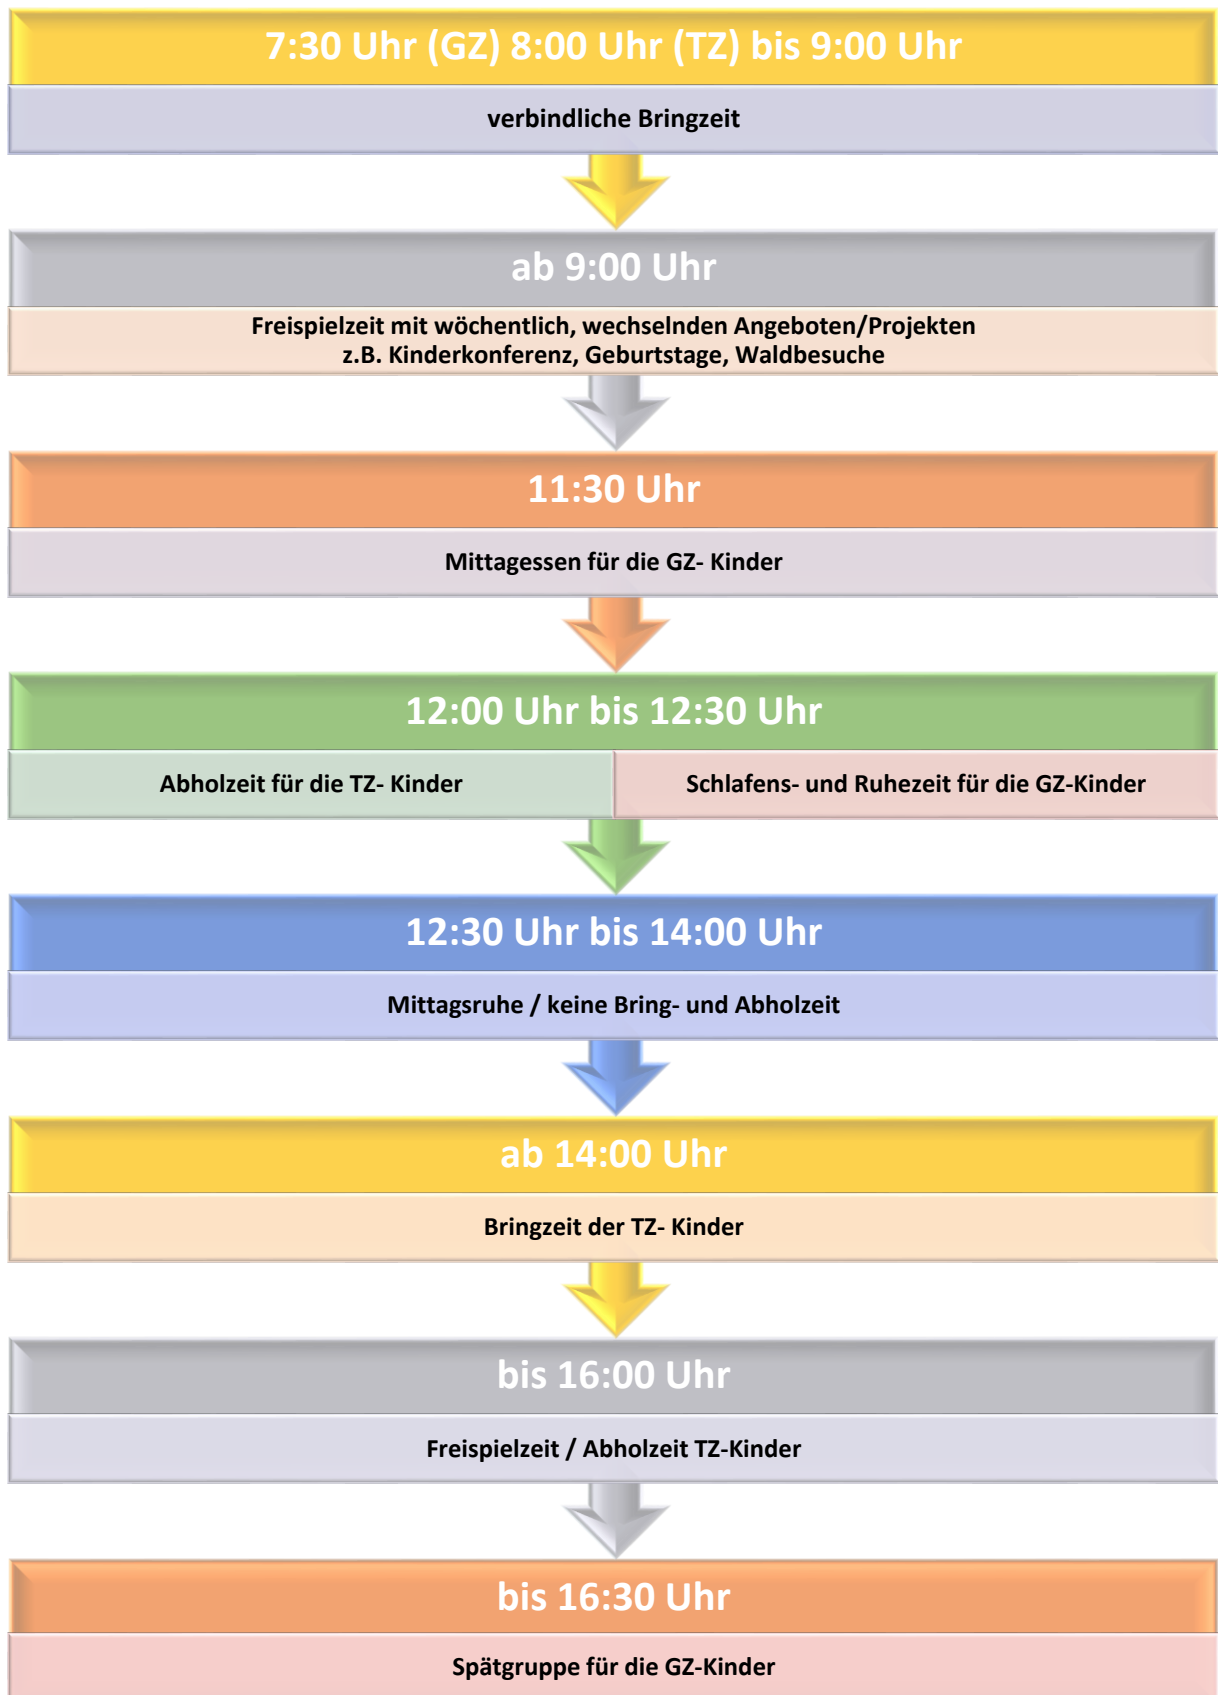 7:30 Uhr (GZ) 8:00 Uhr (TZ) bis 9:00 Uhr
verbindliche Bringzeit
ab 9:00 Uhr
Freispielzeit mit wöchentlich, wechselnden Angeboten/Projekten
z.B. Kinderkonferenz, Geburtstage, Waldbesuche
11:30 Uhr
Mittagessen für die GZ- Kinder
12:00 Uhr bis 12:30 Uhr
Abholzeit für die TZ- Kinder
Schlafens- und Ruhezeit für die GZ-Kinder
12:30 Uhr bis 14:00 Uhr
Mittagsruhe / keine Bring- und Abholzeit
ab 14:00 Uhr
Bringzeit der TZ- Kinder
bis 16:00 Uhr
Freispielzeit / Abholzeit TZ-Kinder
bis 16:30 Uhr
Spätgruppe für die GZ-Kinder